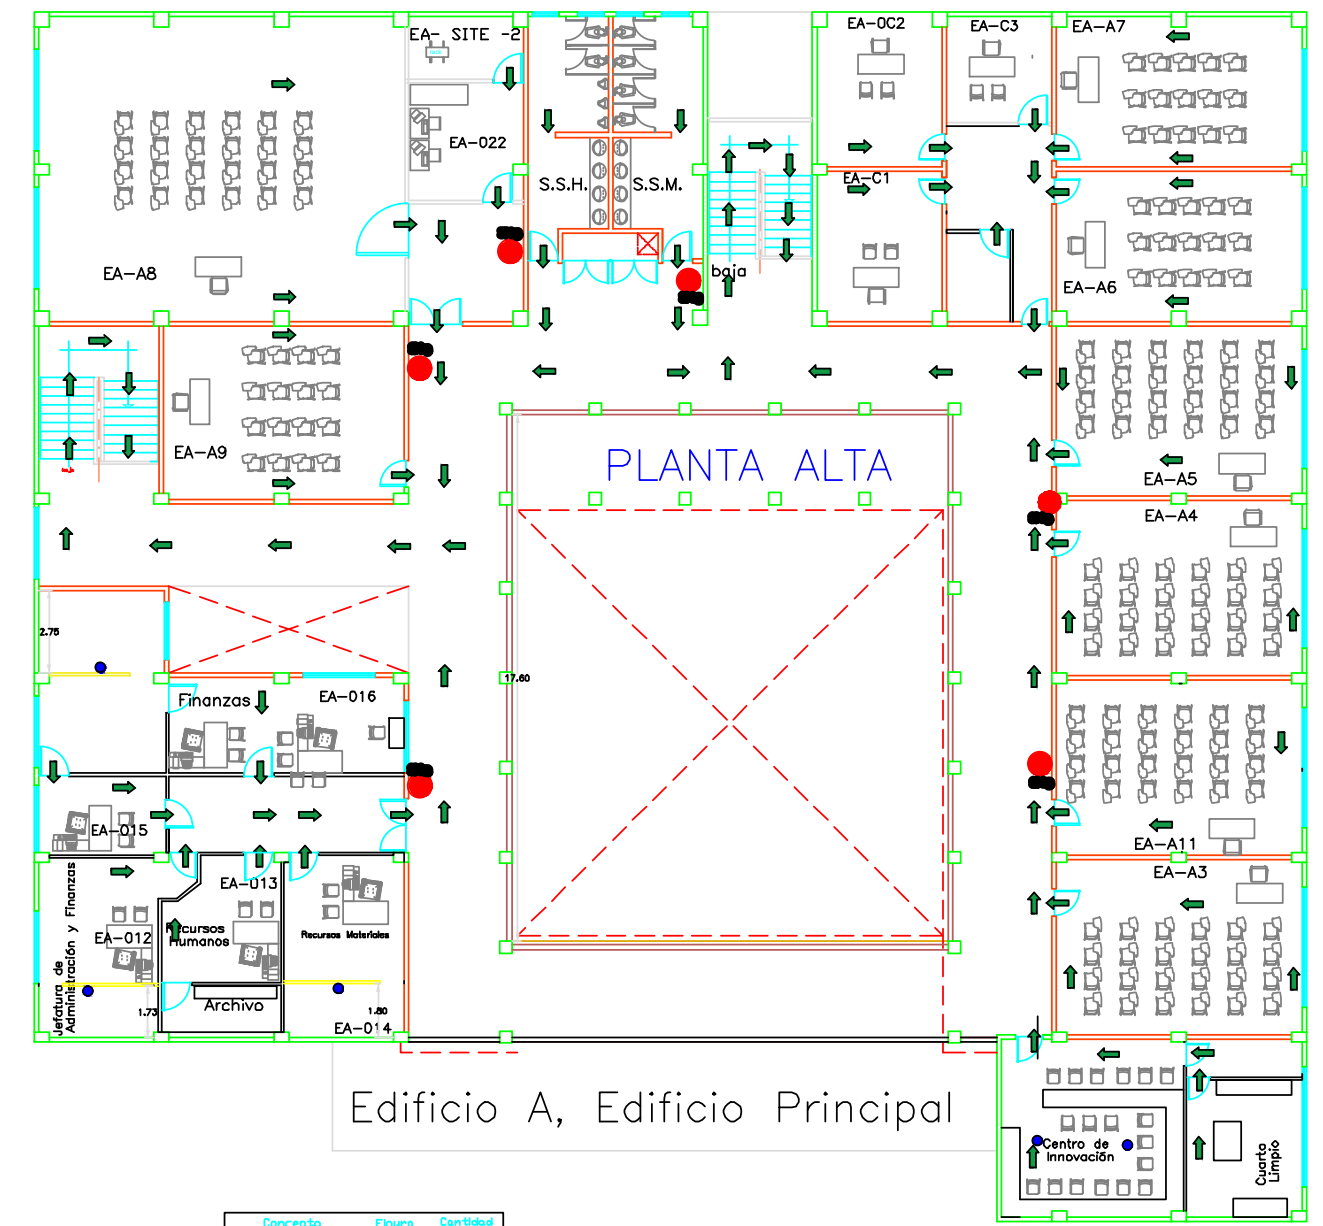 EA- SITE -2
EA-OC2
EA-C3
EA-A7
EA-022
S.S.H.
S.S.M.
EA-C1
EA-A8
baja
EA-A6
EA-A9
PLANTA ALTA
EA-A5
EA-A4
2.75
17.60
Finanzas
EA-016
EA-015
EA-A11
EA-A3
Jefatura de
Administración y Finanzas
EA-013
EA-012
Recursos
Humanos
Recursos Materiales
Archivo
1.73
1.80
EA-014
Edificio A, Edificio Principal
Centro de
Innovación
Cuarto
Limpio
Concepto Figura Cantidad